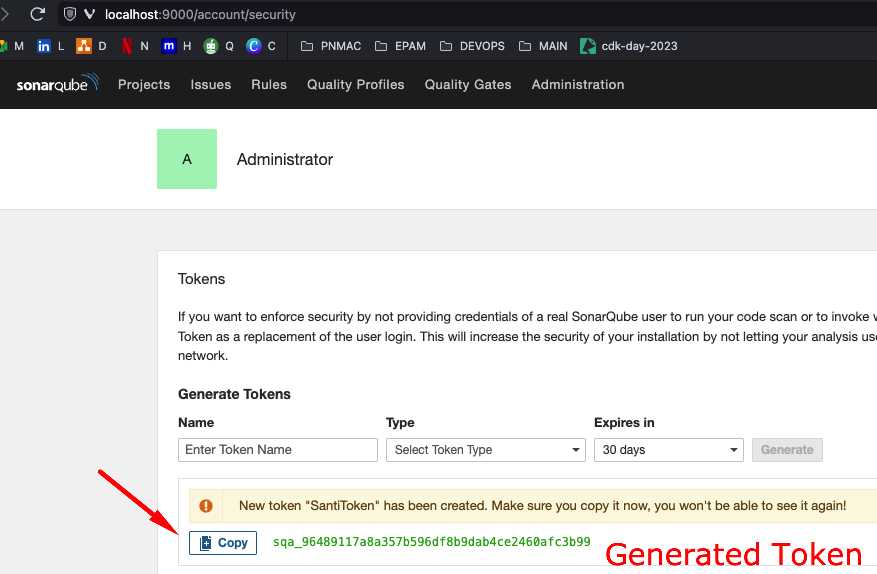 localhost:9000/account/security
M in L D N m H Q C C PNMAC EPAM DEVOPS MAIN cdk-day-2023
sonarqube Projects Issues Rules Quality Profiles Quality Gates Administration
A Administrator
Tokens
If you want to enforce security by not providing credentials of a real SonarQube user to run your code scan or to invoke
Token as a replacement of the user login. This will increase the security of your installation by not letting your analysis
network.
Generate Tokens
Name Type Expires in
Enter Token Name Select Token Type 30 days Generate
New token "SantiToken" has been created. Make sure you copy it now, you won't be able to see it again!
Copy sqa_96489117a8a357b596df8b9dab4ce2460afc3b99
Generated Token